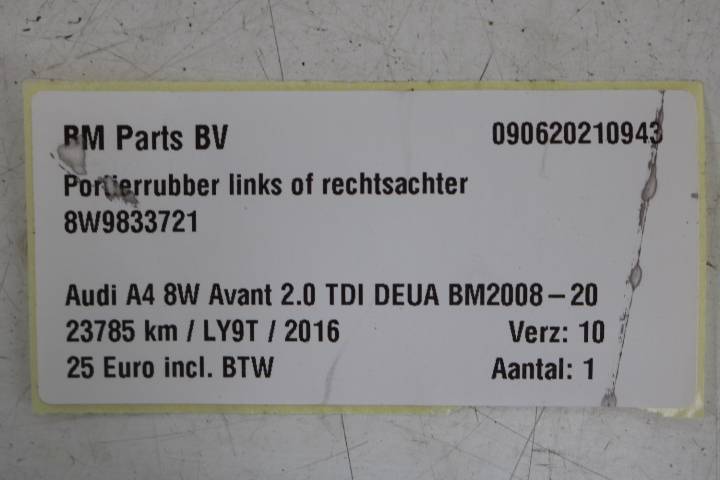 BM Parts BV 090620210943
Portierrubber links of rechtsachter
8W9833721
Audi A4 8W Avant 2.0 TDI DEUA BM2008-20
23785 km / LY9T / 2016 Verz: 10
25 Euro incl. BTW Aantal: 1